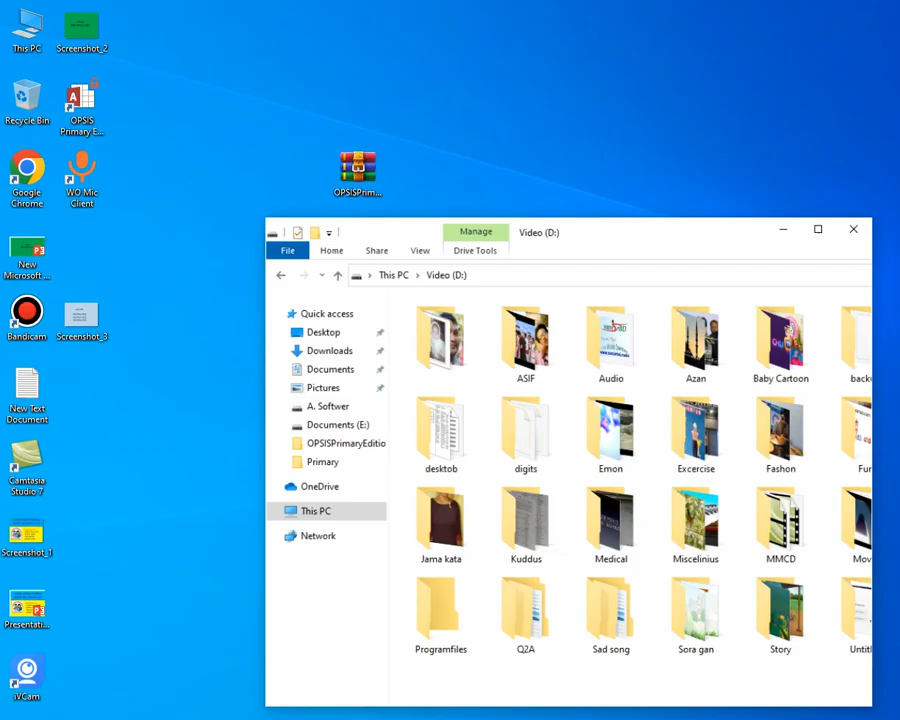 This PC
Screenshot_2
Recycle Bin
OPSIS
Primary E...
Google
Chrome
WO Mic
Client
OPSISPrim...
New
Microsoft ...
Bandicam
Screenshot_3
New Text
Document
Camtasia
Studio 7
Screenshot_1
Presentati...
iVCam
Manage
Video (D:)
File
Home
Share
View
Drive Tools
This PC
Video (D:)
Quick access
Desktop
Downloads
Documents
Pictures
A. Softwer
Documents (E:)
OPSISPrimaryEditio
Primary
OneDrive
This PC
Network
ASIF
Audio
Azan
Baby Cartoon
back
desktob
digits
Emon
Excercise
Fashon
Fur
Jama kata
Kuddus
Medical
Miscelinius
MMCD
Mov
Programfiles
Q2A
Sad song
Sora gan
Story
Untitl